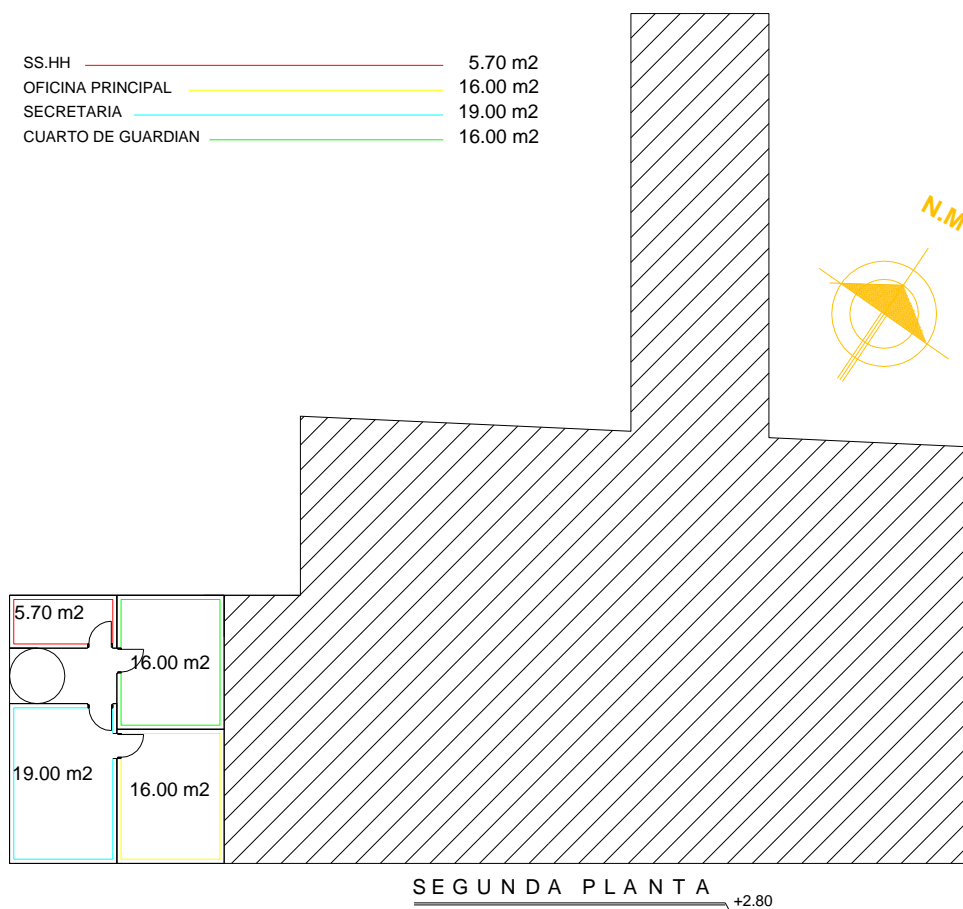 SS.HH 5.70 m2
OFICINA PRINCIPAL 16.00 m2
SECRETARIA 19.00 m2
CUARTO DE GUARDIAN 16.00 m2
N.M
5.70 m2
16.00 m2
19.00 m2
16.00 m2
SEGUNDA PLANTA
+2.80